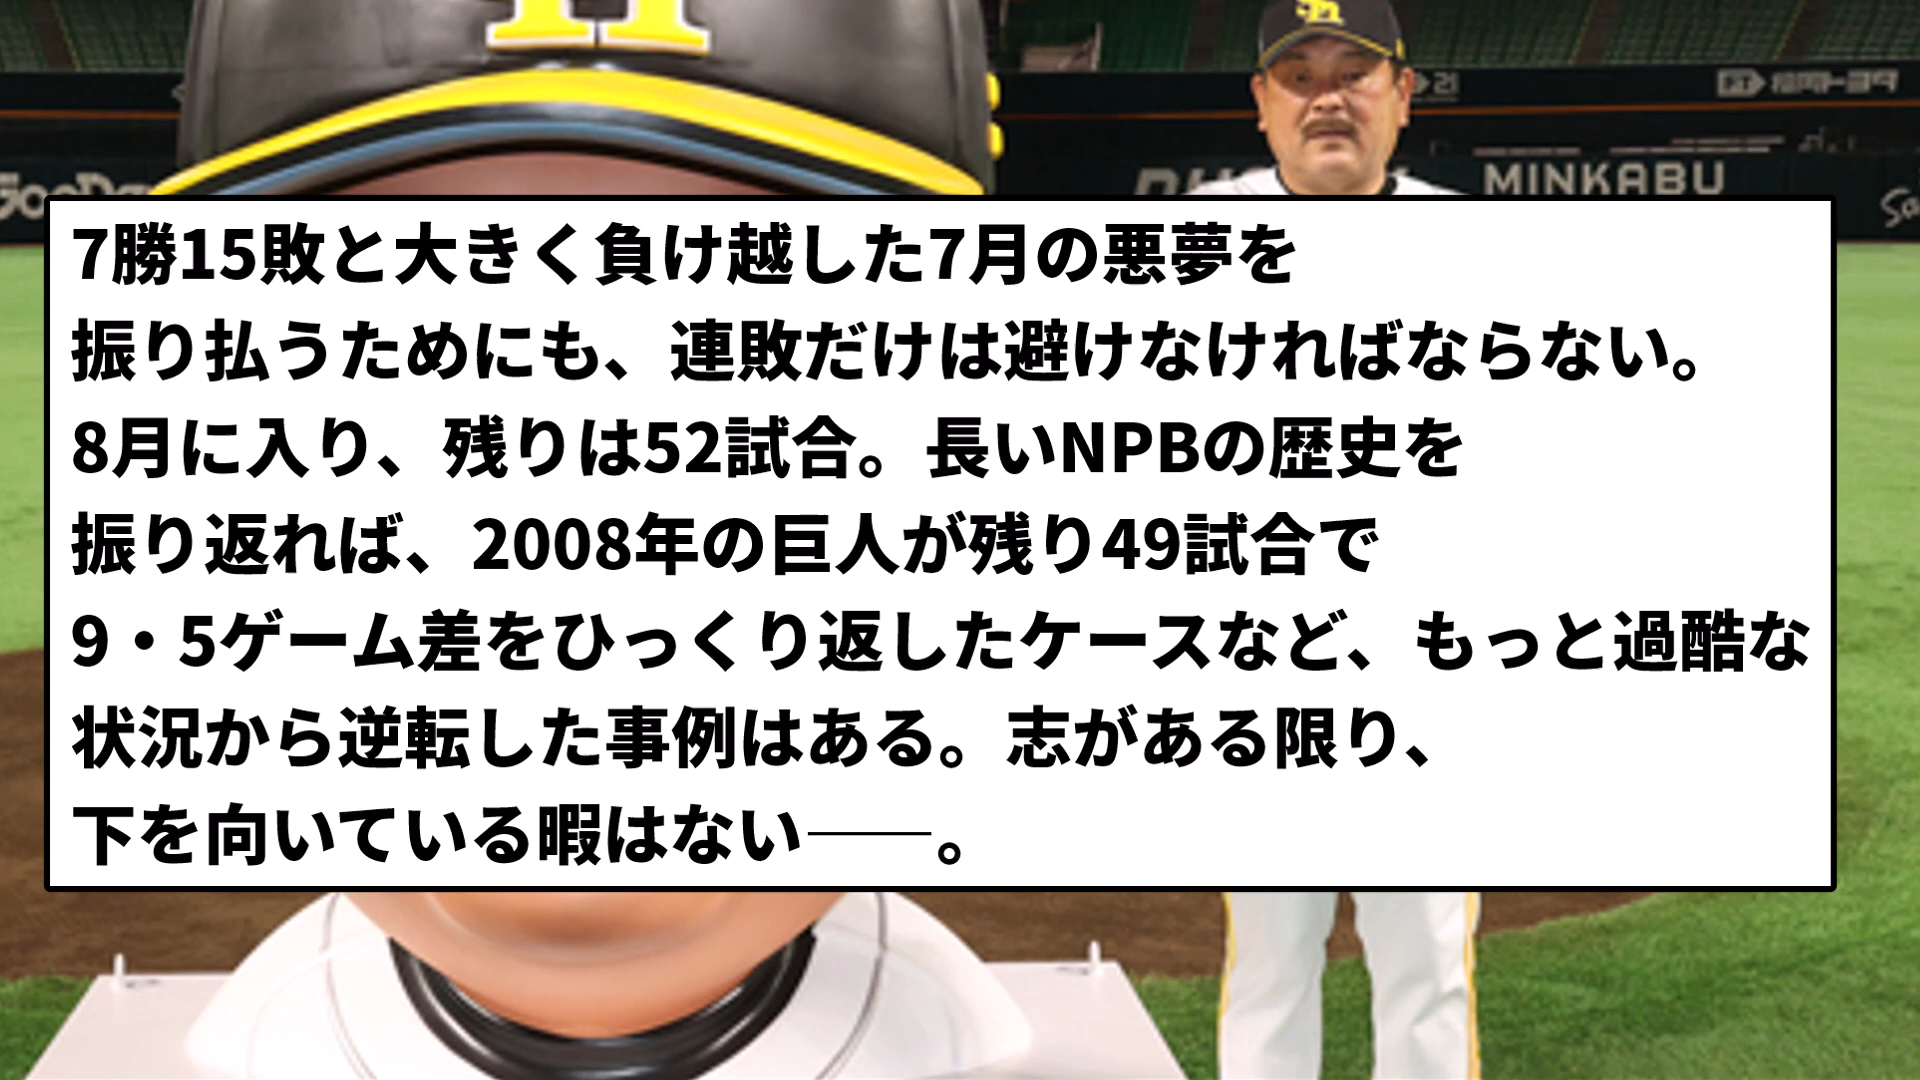 MINKABU
7勝15敗と大きく負け越した7月の悪夢を
振り払うためにも、連敗だけは避けなければならない。
8月に入り、残りは52試合。長いNPBの歴史を
振り返れば、2008年の巨人が残り49試合で
9・5ゲーム差をひっくり返したケースなど、もっと過酷な
状況から逆転した事例はある。志がある限り、
下を向いている暇はない――。